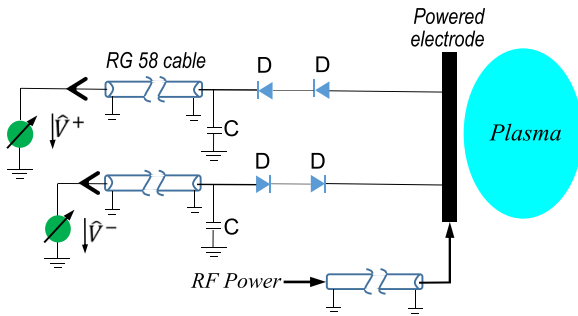 Powered
electrode
RG 58 cable
D D
V̂⁺
C
Plasma
D D
V̂⁻
C
RF Power